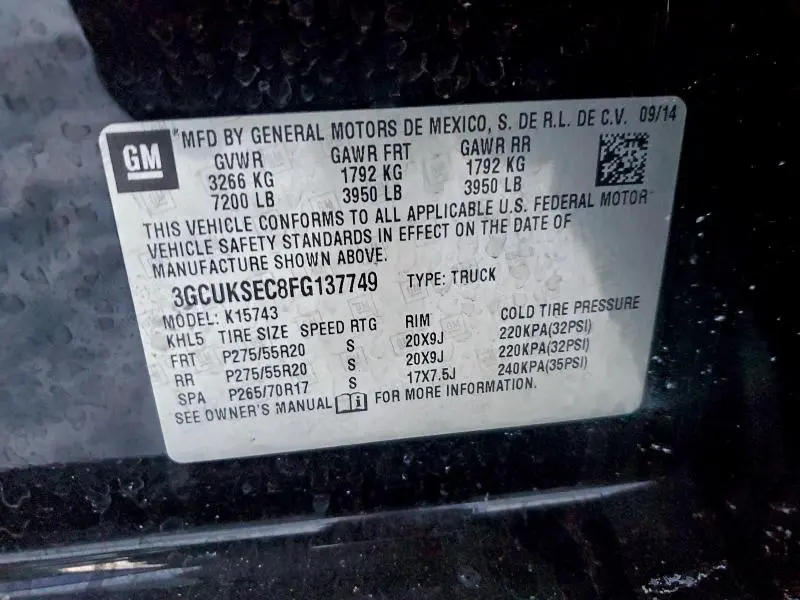 GM
MFD BY GENERAL MOTORS DE MEXICO, S. DE R.L. DE C.V. 09/14
GVWR GAWR FRT GAWR RR
3266 KG 1792 KG 1792 KG
7200 LB 3950 LB 3950 LB
THIS VEHICLE CONFORMS TO ALL APPLICABLE U.S. FEDERAL MOTOR
VEHICLE SAFETY STANDARDS IN EFFECT ON THE DATE OF
MANUFACTURE SHOWN ABOVE.
3GCUKSEC8FG137749 TYPE: TRUCK
MODEL: K15743
KHL5 TIRE SIZE SPEED RTG RIM COLD TIRE PRESSURE
FRT P275/55R20 S 20X9J 220KPA(32PSI)
RR P275/55R20 S 20X9J 220KPA(32PSI)
SPA P265/70R17 S 17X7.5J 240KPA(35PSI)
SEE OWNER'S MANUAL FOR MORE INFORMATION.